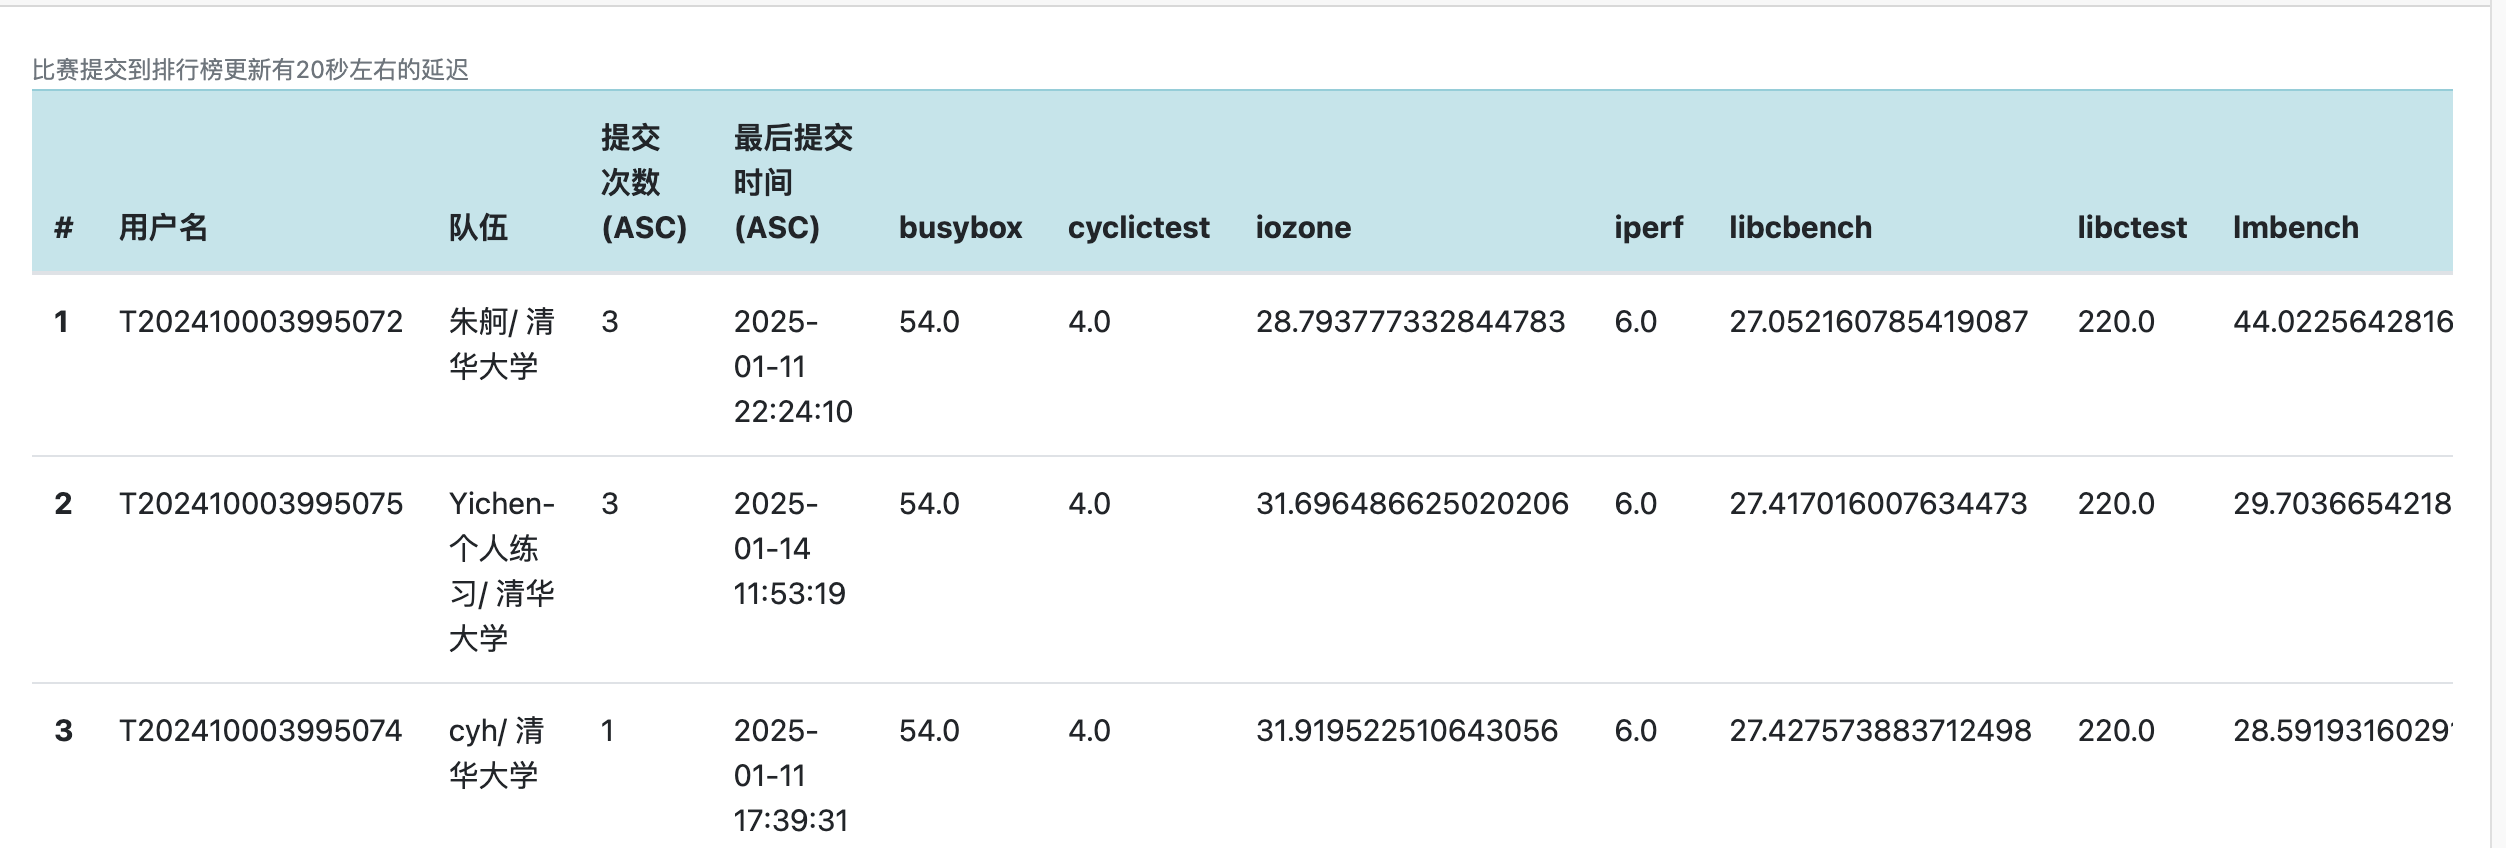 比赛提交到排行榜更新有20秒左右的延迟
# 用户名 队伍 提交次数(ASC) 最后提交时间(ASC) busybox cyclictest iozone iperf libcbench libctest lmbench
1 T202410003995072 朱舸/ 清华大学 3 2025-01-11 22:24:10 54.0 4.0 28.793777332844783 6.0 27.052160785419087 220.0 44.0225642816
2 T202410003995075 Yichen-个人练习/ 清华大学 3 2025-01-14 11:53:19 54.0 4.0 31.696486625020206 6.0 27.417016007634473 220.0 29.7036654218
3 T202410003995074 cyh/ 清华大学 1 2025-01-11 17:39:31 54.0 4.0 31.919522510643056 6.0 27.427573883712498 220.0 28.591931602​9